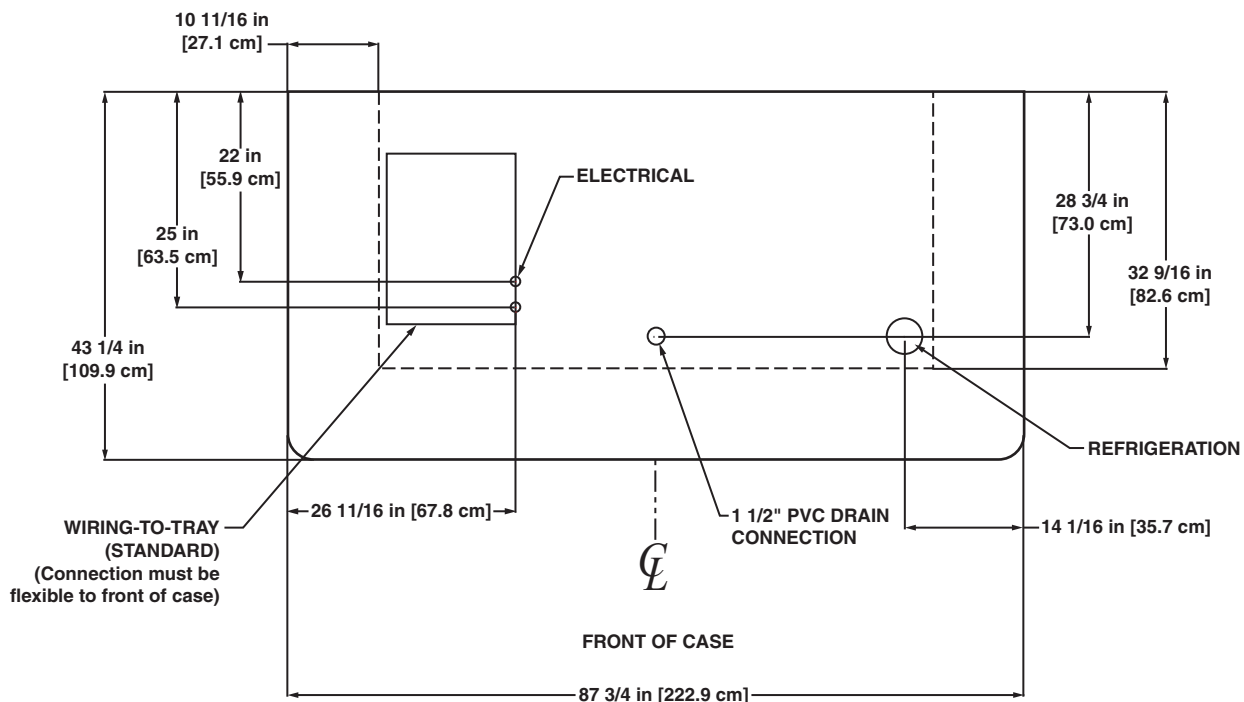 10 11/16 in
[27.1 cm]
22 in
[55.9 cm]
ELECTRICAL
28 3/4 in
[73.0 cm]
25 in
[63.5 cm]
32 9/16 in
[82.6 cm]
43 1/4 in
[109.9 cm]
REFRIGERATION
26 11/16 in [67.8 cm]
WIRING-TO-TRAY
(STANDARD)
(Connection must be
flexible to front of case)
1 1/2" PVC DRAIN
CONNECTION
14 1/16 in [35.7 cm]
℄
FRONT OF CASE
87 3/4 in [222.9 cm]